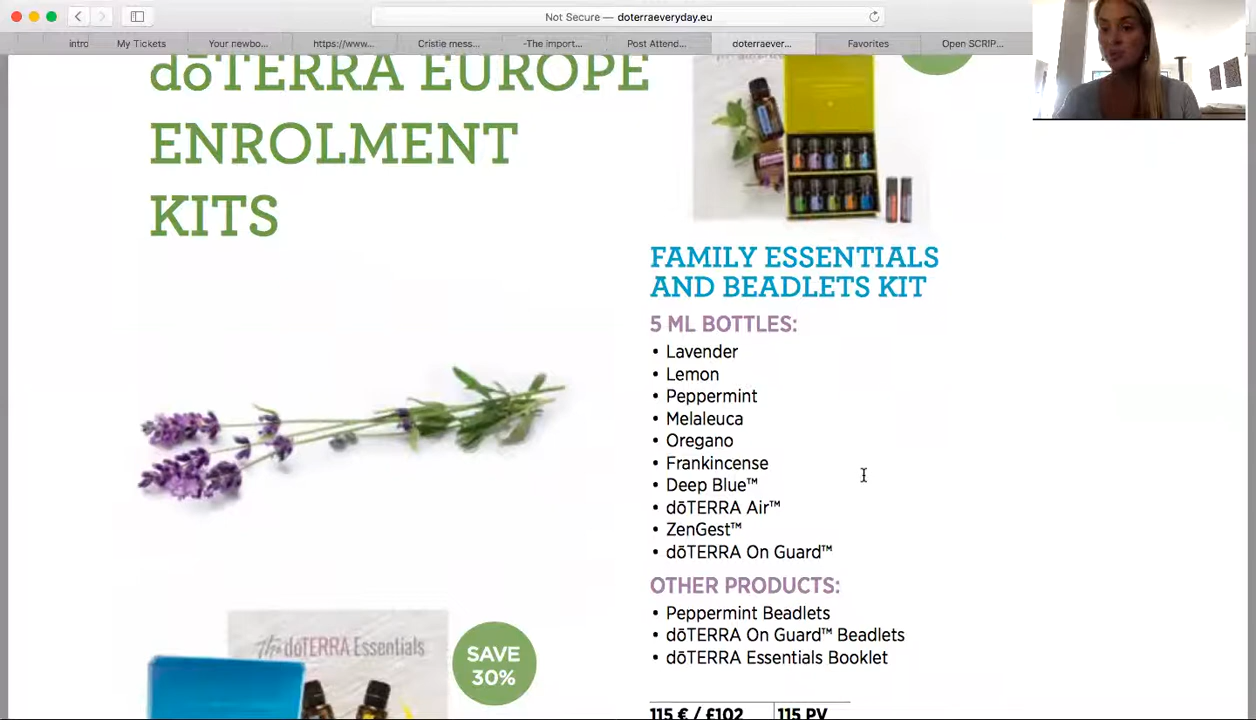 Not Secure — doterraeveryday.eu
intro
My Tickets
Your newbo...
https://www...
Cristie mess...
-The import...
Post Attend...
doterraever...
Favorites
Open SCRIP...
dōTERRA EUROPE
ENROLMENT
KITS
FAMILY ESSENTIALS
AND BEADLETS KIT
5 ML BOTTLES:
• Lavender
• Lemon
• Peppermint
• Melaleuca
• Oregano
• Frankincense
• Deep Blue™
• dōTERRA Air™
• ZenGest™
• dōTERRA On Guard™
OTHER PRODUCTS:
• Peppermint Beadlets
• dōTERRA On Guard™ Beadlets
• dōTERRA Essentials Booklet
115 € / £102
115 PV
The dōTERRA Essentials
SAVE
30%